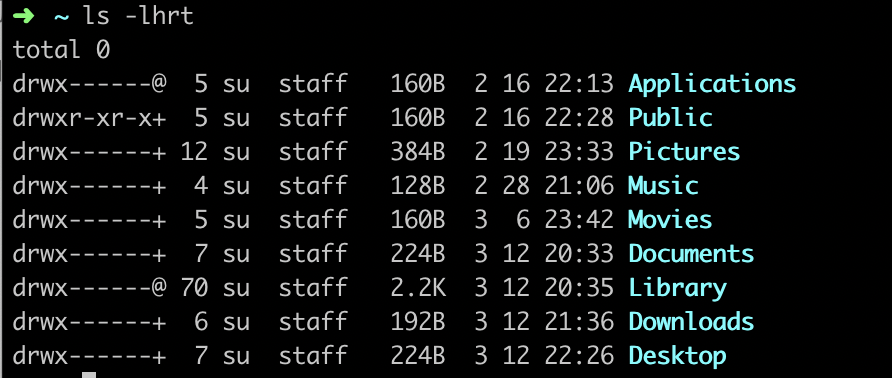 ➜ ~ ls -lhrt
total 0
drwx------@  5 su  staff   160B  2 16 22:13 Applications
drwxr-xr-x+  5 su  staff   160B  2 16 22:28 Public
drwx------+ 12 su  staff   384B  2 19 23:33 Pictures
drwx------+  4 su  staff   128B  2 28 21:06 Music
drwx------+  5 su  staff   160B  3  6 23:42 Movies
drwx------+  7 su  staff   224B  3 12 20:33 Documents
drwx------@ 70 su  staff   2.2K  3 12 20:35 Library
drwx------+  6 su  staff   192B  3 12 21:36 Downloads
drwx------+  7 su  staff   224B  3 12 22:26 Desktop